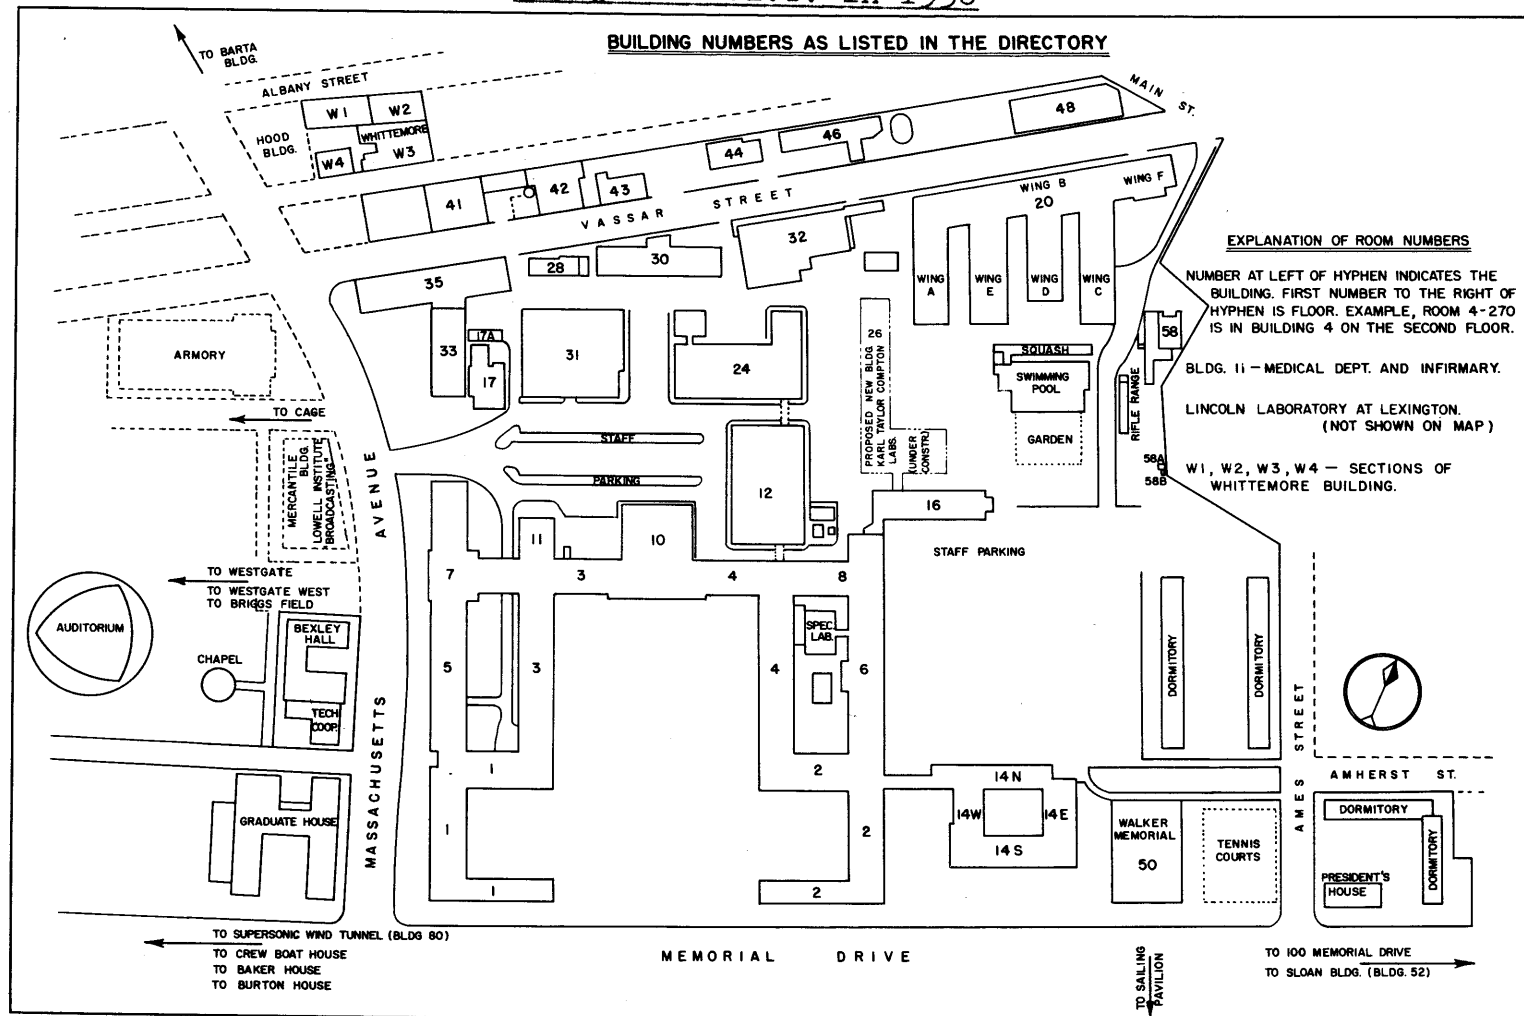 IN 1956
BUILDING NUMBERS AS LISTED IN THE DIRECTORY
TO BARTA
BLDG.
ALBANY STREET
MAIN ST.
W1
W2
HOOD
BLDG.
WHITTEMORE
W3
W4
48
46
44
41
42
43
VASSAR STREET
WING B
20
WING F
32
30
28
35
WING
A
WING
E
WING
D
WING
C
EXPLANATION OF ROOM NUMBERS
NUMBER AT LEFT OF HYPHEN INDICATES THE
BUILDING. FIRST NUMBER TO THE RIGHT OF
HYPHEN IS FLOOR. EXAMPLE, ROOM 4-270
IS IN BUILDING 4 ON THE SECOND FLOOR.
BLDG. 11 — MEDICAL DEPT. AND INFIRMARY.
LINCOLN LABORATORY AT LEXINGTON.
(NOT SHOWN ON MAP)
W1, W2, W3, W4 — SECTIONS OF
WHITTEMORE BUILDING.
ARMORY
33
17A
17
31
24
PROPOSED NEW BLDG 26
KARL TAYLOR COMPTON
LABS.
(UNDER
CONSTR.)
SQUASH
SWIMMING
POOL
GARDEN
RIFLE RANGE
58
58A
58B
TO CAGE
MERCANTILE
BLDG.
LOWELL INSTITUTE
"BROADCASTING"
STAFF
PARKING
12
16
11
10
STAFF PARKING
7
3
4
8
TO WESTGATE
TO WESTGATE WEST
TO BRIGGS FIELD
AUDITORIUM
BEXLEY
HALL
CHAPEL
TECH
COOP.
5
3
4
SPEC.
LAB.
6
DORMITORY
DORMITORY
MASSACHUSETTS AVENUE
AMES STREET
AMHERST ST.
1
2
14N
14W
14E
14S
GRADUATE HOUSE
1
2
WALKER
MEMORIAL
50
TENNIS
COURTS
DORMITORY
DORMITORY
PRESIDENT'S
HOUSE
1
2
TO SUPERSONIC WIND TUNNEL (BLDG 80)
TO CREW BOAT HOUSE
TO BAKER HOUSE
TO BURTON HOUSE
MEMORIAL DRIVE
TO SAILING
PAVILION
TO 100 MEMORIAL DRIVE
TO SLOAN BLDG. (BLDG. 52)